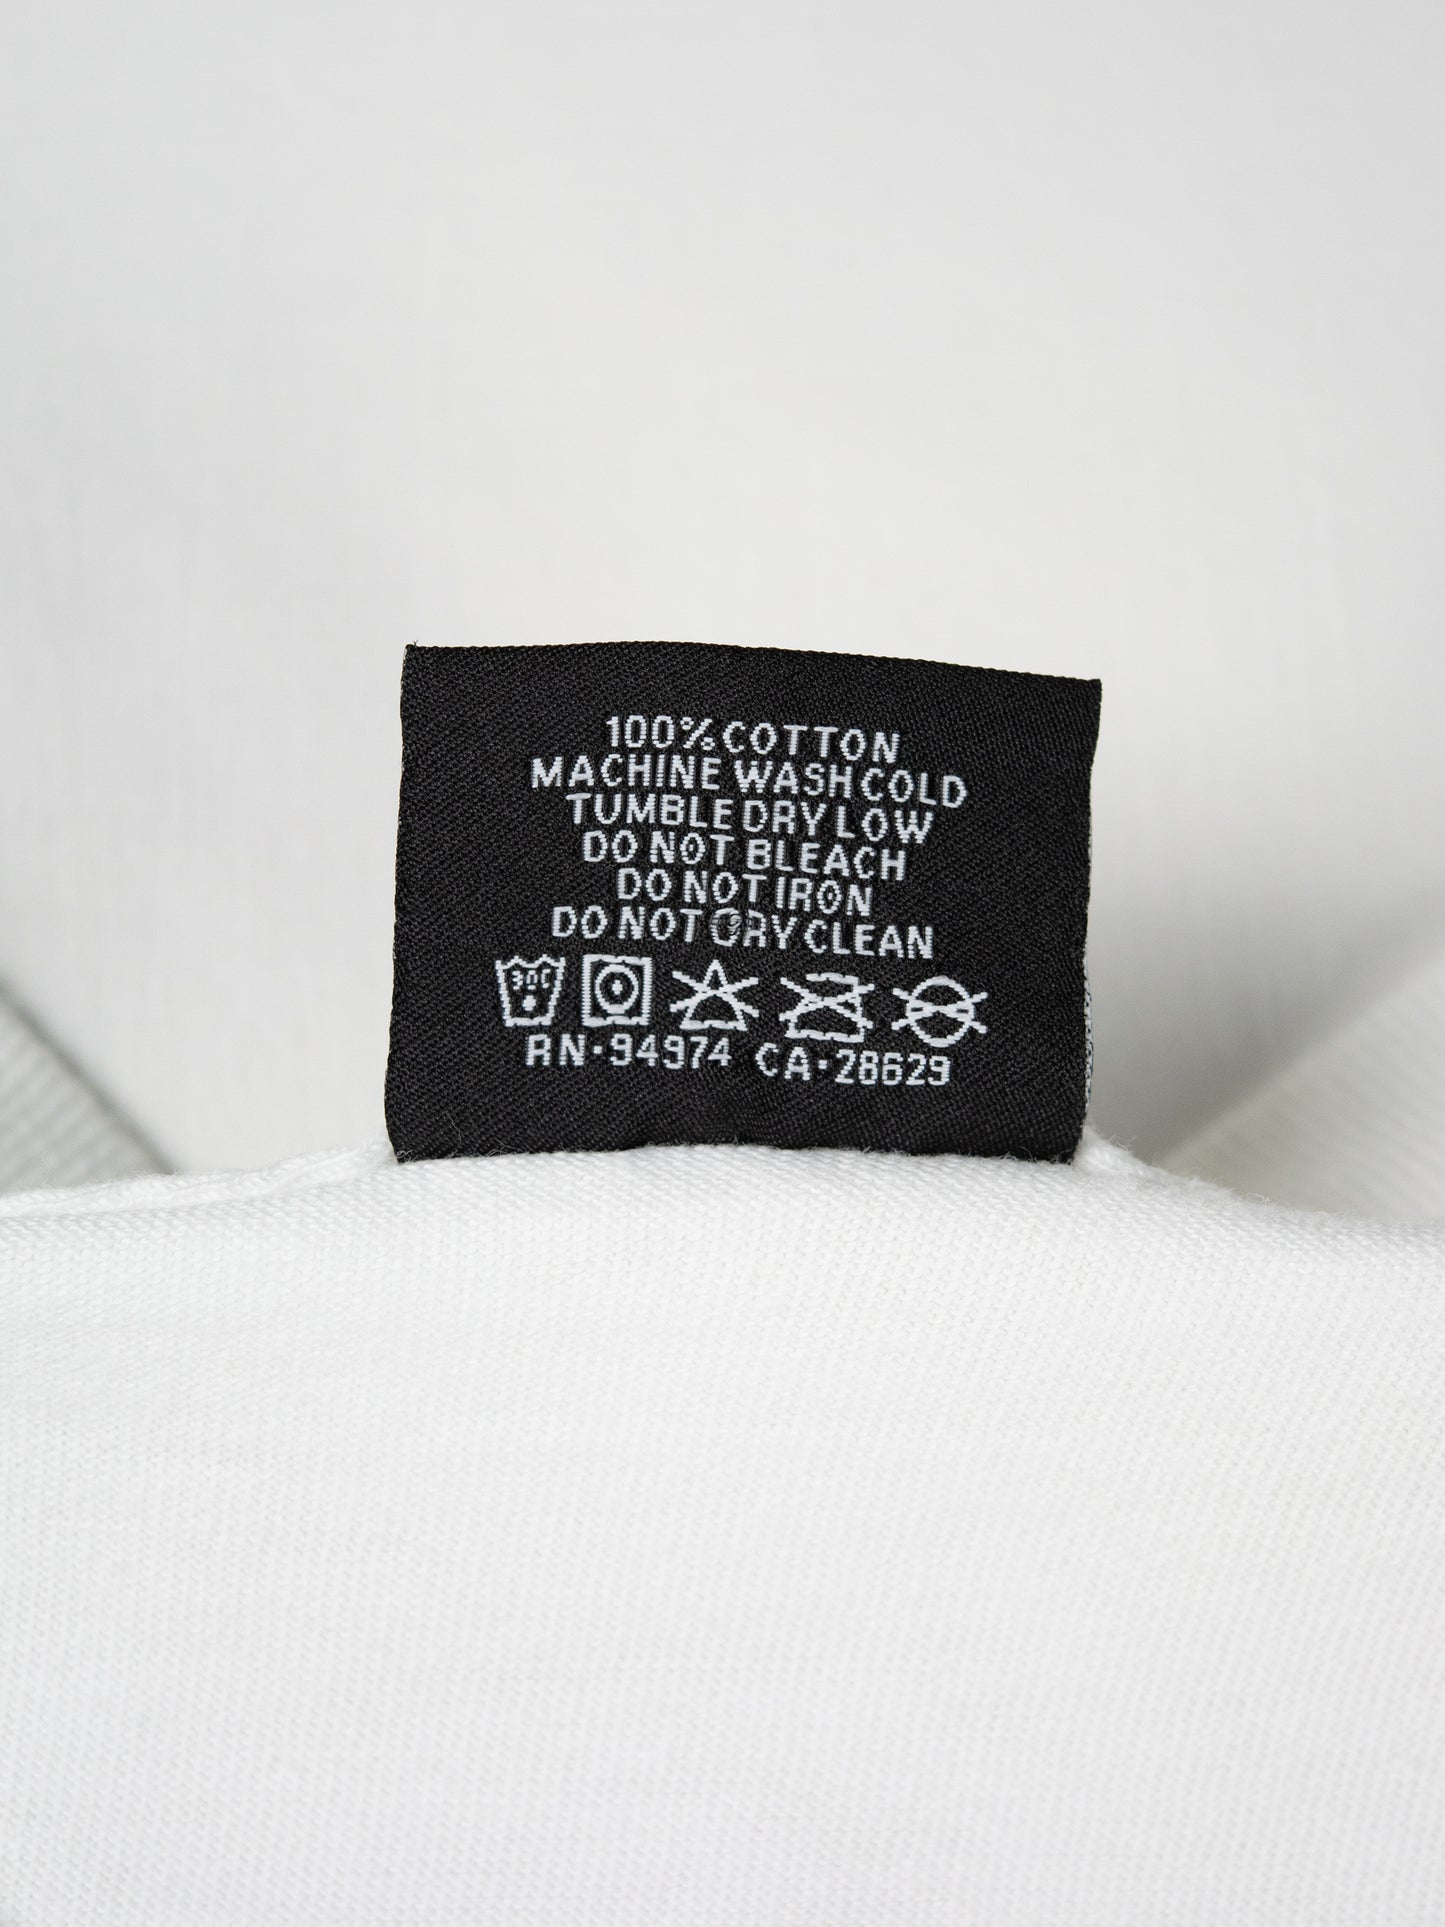 100% COTTON
MACHINE WASH COLD
TUMBLE DRY LOW
DO NOT BLEACH
DO NOT IRON
DO NOT DRY CLEAN
30C
RN·94974 CA·28629